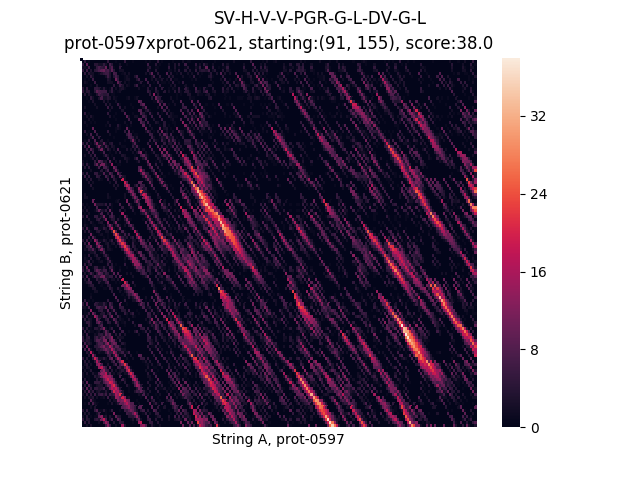 SV-H-V-V-PGR-G-L-DV-G-L
prot-0597xprot-0621, starting:(91, 155), score:38.0
String B, prot-0621
String A, prot-0597
32
24
16
8
0